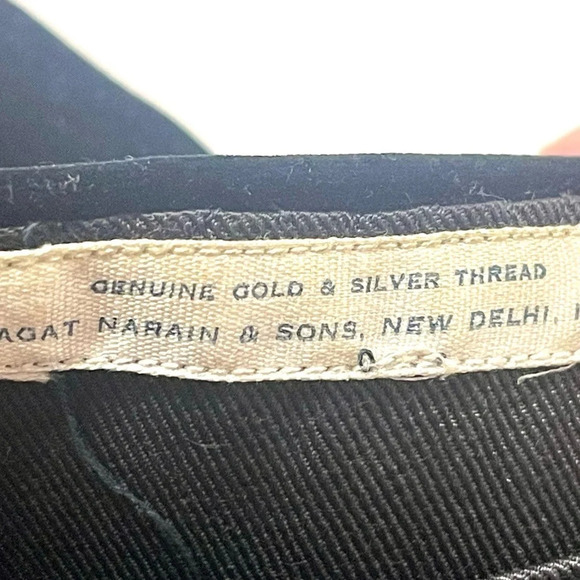 GENUINE GOLD & SILVER THREAD
AGAT NARAIN & SONS, NEW DELHI, I